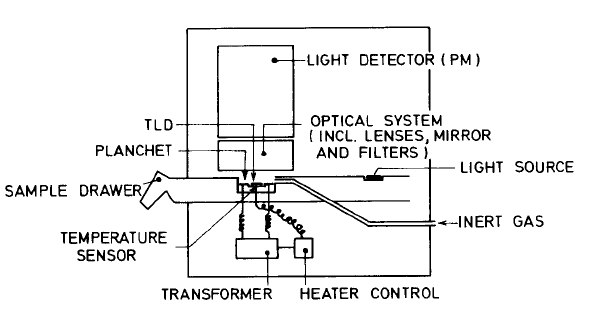 LIGHT DETECTOR (PM)
TLD
OPTICAL SYSTEM
(INCL. LENSES, MIRROR
AND FILTERS)
PLANCHET
LIGHT SOURCE
SAMPLE DRAWER
INERT GAS
TEMPERATURE
SENSOR
TRANSFORMER
HEATER CONTROL